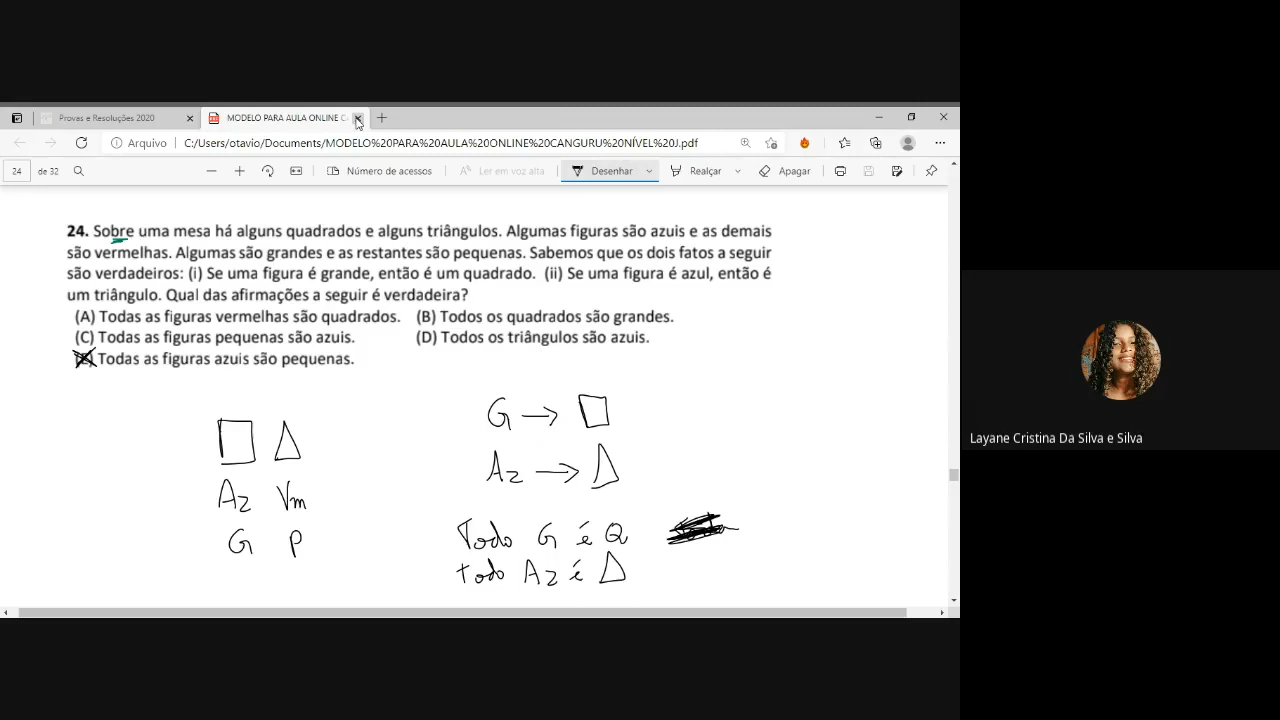 Provas e Resoluções 2020
MODELO PARA AULA ONLINE C
Arquivo
C:/Users/otavio/Documents/MODELO%20PARA%20AULA%20ONLINE%20CANGURU%20NÍVEL%20J.pdf
24 de 32
Número de acessos
Ler em voz alta
Desenhar
Realçar
Apagar
24. Sobre uma mesa há alguns quadrados e alguns triângulos. Algumas figuras são azuis e as demais
são vermelhas. Algumas são grandes e as restantes são pequenas. Sabemos que os dois fatos a seguir
são verdadeiros: (i) Se uma figura é grande, então é um quadrado. (ii) Se uma figura é azul, então é
um triângulo. Qual das afirmações a seguir é verdadeira?
(A) Todas as figuras vermelhas são quadrados. (B) Todos os quadrados são grandes.
(C) Todas as figuras pequenas são azuis. (D) Todos os triângulos são azuis.
Todas as figuras azuis são pequenas.
G →
Az →
Az Vm
G P
Todo G é Q
todo Az é
Layane Cristina Da Silva e Silva